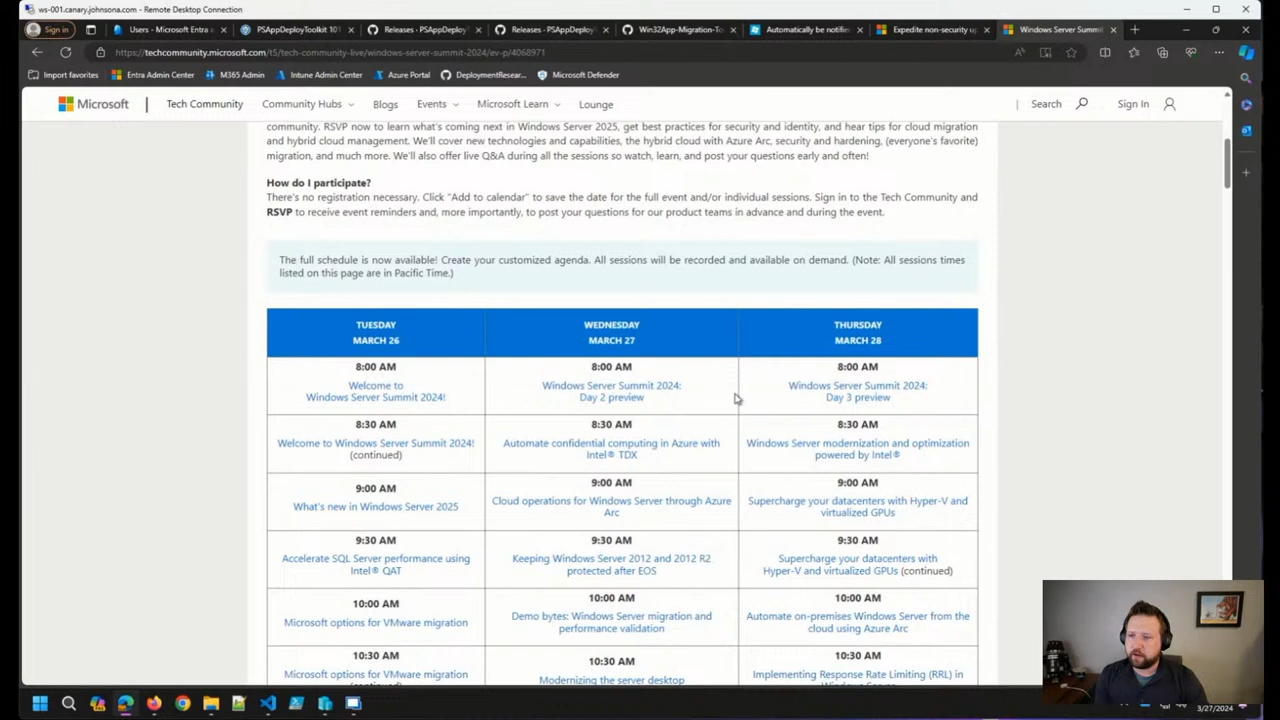 ws-001.canary.johnsona.com - Remote Desktop Connection
Sign in
Users - Microsoft Entra
PSAppDeployToolkit 101
Releases - PSAppDeploy
Releases - PSAppDeploy
Win32App-Migration-To
Automatically be notifie
Expedite non-security up
Windows Server Summit
https://techcommunity.microsoft.com/t5/tech-community-live/windows-server-summit-2024/ev-p/4068971
Import favorites
Entra Admin Center
M365 Admin
Intune Admin Center
Azure Portal
DeploymentResear...
Microsoft Defender
Microsoft
Tech Community
Community Hubs
Blogs
Events
Microsoft Learn
Lounge
Search
Sign In
community. RSVP now to learn what's coming next in Windows Server 2025, get best practices for security and identity, and hear tips for cloud migration
and hybrid cloud management. We'll cover new technologies and capabilities, the hybrid cloud with Azure Arc, security and hardening, (everyone's favorite)
migration, and much more. We'll also offer live Q&A during all the sessions so watch, learn, and post your questions early and often!
How do I participate?
There's no registration necessary. Click "Add to calendar" to save the date for the full event and/or individual sessions. Sign in to the Tech Community and
RSVP to receive event reminders and, more importantly, to post your questions for our product teams in advance and during the event.
The full schedule is now available! Create your customized agenda. All sessions will be recorded and available on demand. (Note: All sessions times
listed on this page are in Pacific Time.)
TUESDAY
MARCH 26
WEDNESDAY
MARCH 27
THURSDAY
MARCH 28
8:00 AM
Welcome to
Windows Server Summit 2024!
8:00 AM
Windows Server Summit 2024:
Day 2 preview
8:00 AM
Windows Server Summit 2024:
Day 3 preview
8:30 AM
Welcome to Windows Server Summit 2024!
(continued)
8:30 AM
Automate confidential computing in Azure with
Intel® TDX
8:30 AM
Windows Server modernization and optimization
powered by Intel®
9:00 AM
What's new in Windows Server 2025
9:00 AM
Cloud operations for Windows Server through Azure
Arc
9:00 AM
Supercharge your datacenters with Hyper-V and
virtualized GPUs
9:30 AM
Accelerate SQL Server performance using
Intel® QAT
9:30 AM
Keeping Windows Server 2012 and 2012 R2
protected after EOS
9:30 AM
Supercharge your datacenters with
Hyper-V and virtualized GPUs (continued)
10:00 AM
Microsoft options for VMware migration
10:00 AM
Demo bytes: Windows Server migration and
performance validation
10:00 AM
Automate on-premises Windows Server from the
cloud using Azure Arc
10:30 AM
Microsoft options for VMware migration
10:30 AM
Modernizing the server desktop
10:30 AM
Implementing Response Rate Limiting (RRL) in
3/27/2024